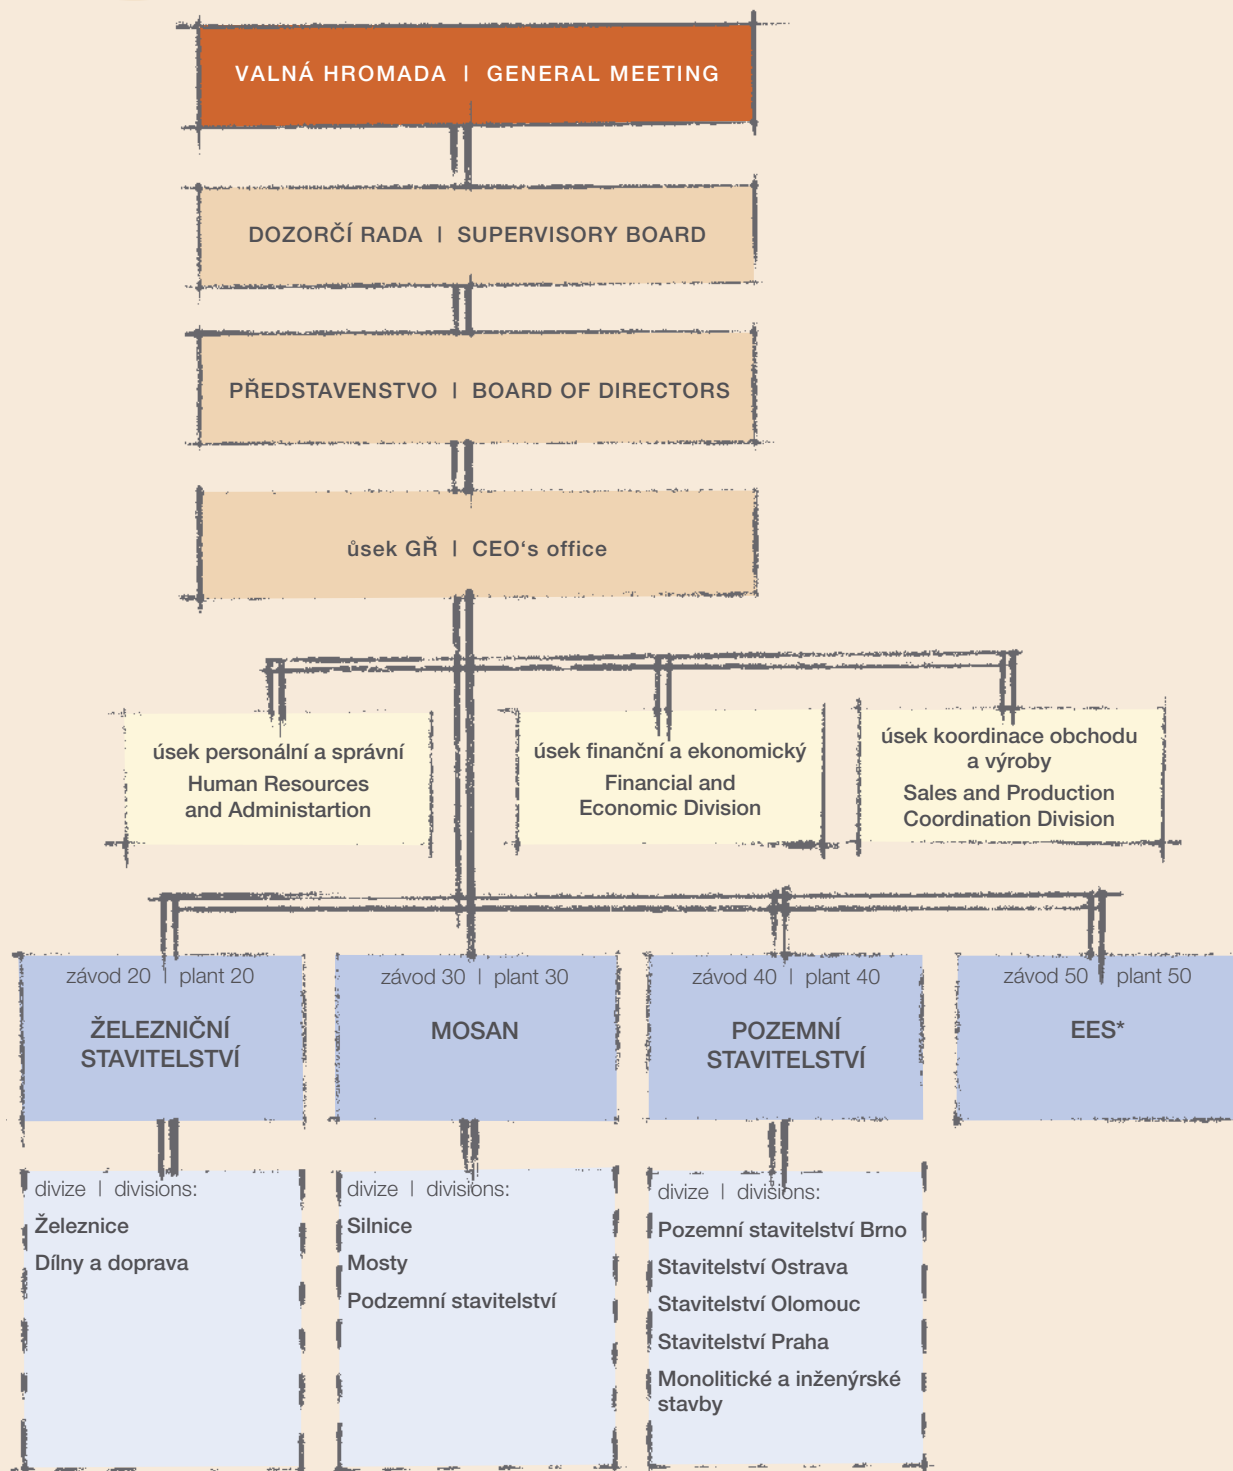 VALNÁ HROMADA | GENERAL MEETING
DOZORČÍ RADA | SUPERVISORY BOARD
PŘEDSTAVENSTVO | BOARD OF DIRECTORS
ůsek GŘ | CEO‘s office
úsek personální a správní
Human Resources
and Administartion
úsek finanční a ekonomický
Financial and
Economic Division
úsek koordinace obchodu
a výroby
Sales and Production
Coordination Division
závod 20 | plant 20
ŽELEZNIČNÍ
STAVITELSTVÍ
závod 30 | plant 30
MOSAN
závod 40 | plant 40
POZEMNÍ
STAVITELSTVÍ
závod 50 | plant 50
EES*
divize | divisions:
Železnice
Dílny a doprava
divize | divisions:
Silnice
Mosty
Podzemní stavitelství
divize | divisions:
Pozemní stavitelství Brno
Stavitelství Ostrava
Stavitelství Olomouc
Stavitelství Praha
Monolitické a inženýrské
stavby